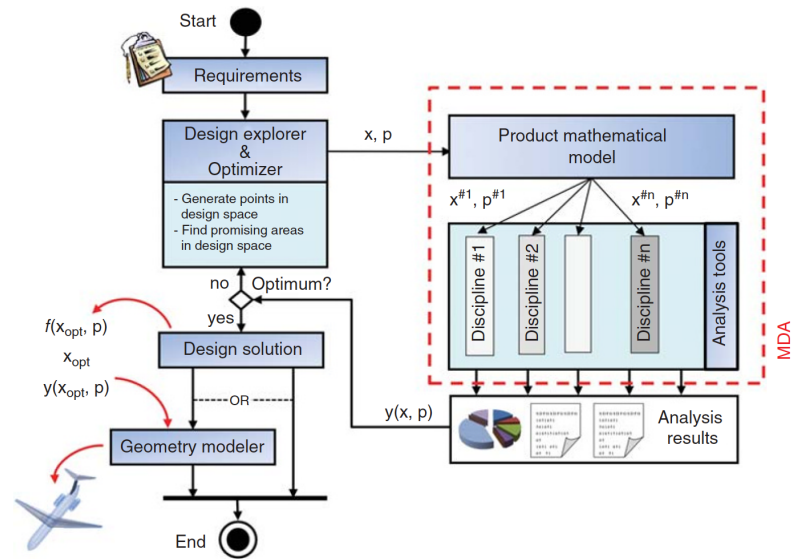 Start
Requirements
Design explorer
&
Optimizer
- Generate points in
design space
- Find promising areas
in design space
x, p
Product mathematical
model
x#1, p#1
x#n, p#n
Discipline #1
Discipline #2
Discipline #n
Analysis tools
MDA
no
Optimum?
yes
f(xopt, p)
xopt
y(xopt, p)
Design solution
OR
y(x, p)
Analysis
results
Geometry modeler
End